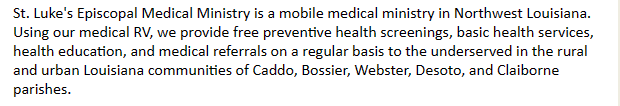 St. Luke's Episcopal Medical Ministry is a mobile medical ministry in Northwest Louisiana.
Using our medical RV, we provide free preventive health screenings, basic health services,
health education, and medical referrals on a regular basis to the underserved in the rural
and urban Louisiana communities of Caddo, Bossier, Webster, Desoto, and Claiborne
parishes.